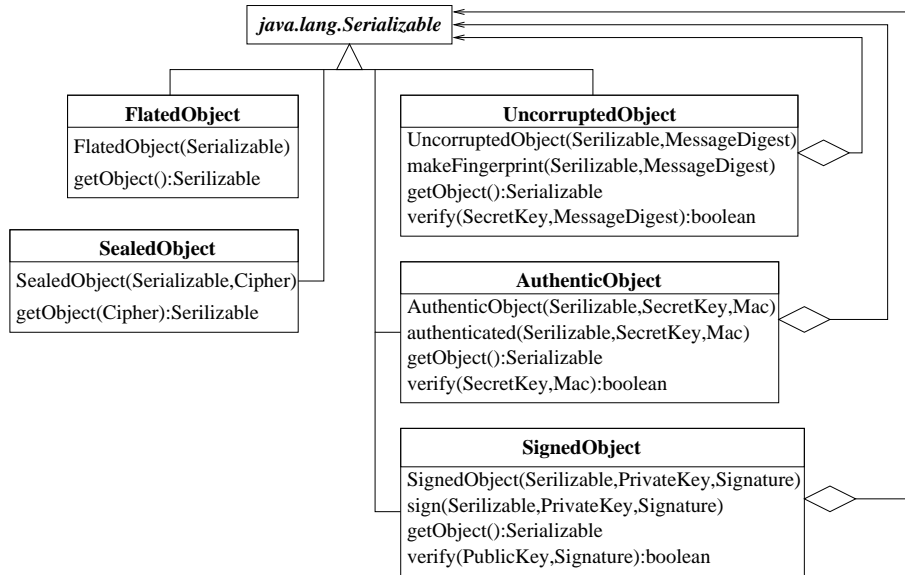 java.lang.Serializable
FlatedObject
FlatedObject(Serializable)
getObject():Serilizable
SealedObject
SealedObject(Serializable,Cipher)
getObject(Cipher):Serilizable
UncorruptedObject
UncorruptedObject(Serilizable,MessageDigest)
makeFingerprint(Serilizable,MessageDigest)
getObject():Serializable
verify(SecretKey,MessageDigest):boolean
AuthenticObject
AuthenticObject(Serilizable,SecretKey,Mac)
authenticated(Serilizable,SecretKey,Mac)
getObject():Serializable
verify(SecretKey,Mac):boolean
SignedObject
SignedObject(Serilizable,PrivateKey,Signature)
sign(Serilizable,PrivateKey,Signature)
getObject():Serializable
verify(PublicKey,Signature):boolean